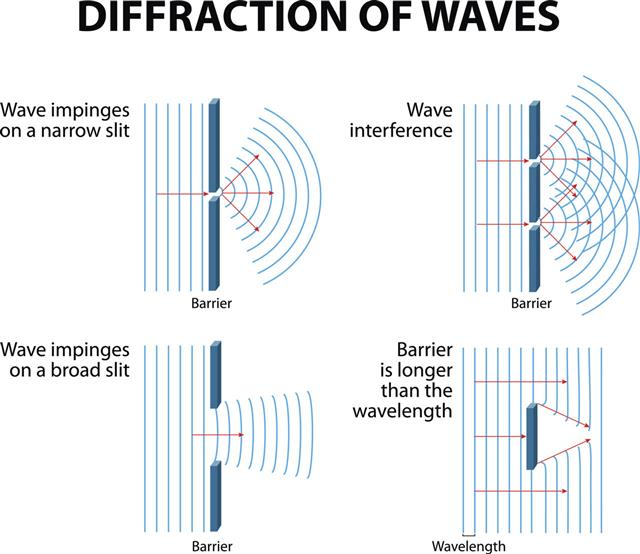 DIFFRACTION OF WAVES
Wave impinges
on a narrow slit
Barrier
Wave
interference
Barrier
Wave impinges
on a broad slit
Barrier
Barrier
is longer
than the
wavelength
Wavelength